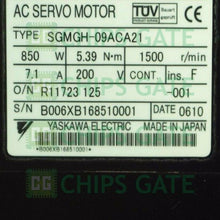 AC SERVO MOTOR
TÜV
TYPE SGMGH-09ACA21
850 W 5.39 N·m 1500 r/min
7.1 A 200 V CONT. ins. F
O/N R11723 125 -001
S/N B006XB168510001 DATE 0610
YASKAWA ELECTRIC MADE IN JAPAN
B006XB168510001
CHIPS GATE